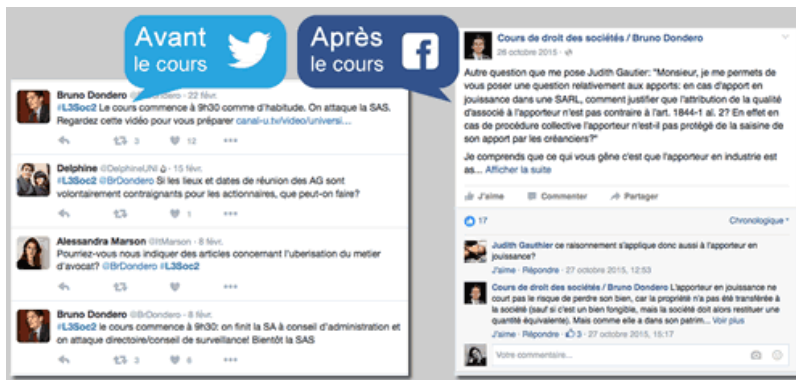 Avant
le cours
Après
le cours
Bruno Dondero @BrDondero · 22 févr.
#L3Soc2 Le cours commence à 9h30 comme d'habitude. On attaque la SAS.
Regardez cette vidéo pour vous préparer canal-u.tv/video/universi...
3 12
Delphine @DelphineUNI · 15 févr.
#L3Soc2 @BrDondero Si les lieux et dates de réunion des AG sont
volontairement contraignants pour les actionnaires, que peut-on faire?
1
Alessandra Marson @ItMarson · 8 févr.
Pourriez-vous nous indiquer des articles concernant l'uberisation du metier
d'avocat? @BrDondero #L3Soc2
Bruno Dondero @BrDondero · 8 févr.
#L3Soc2 le cours commence à 9h30: on finit la SA à conseil d'administration et
on attaque directoire/conseil de surveillance! Bientôt la SAS
3 6
Cours de droit des sociétés / Bruno Dondero
26 octobre 2015
Autre question que me pose Judith Gautier: "Monsieur, je me permets de
vous poser une question relativement aux apports: en cas d'apport en
jouissance dans une SARL, comment justifier que l'attribution de la qualité
d'associé à l'apporteur n'est pas contraire à l'art. 1844-1 al. 2? En effet en
cas de procédure collective l'apporteur n'est-il pas protégé de la saisine de
son apport par les créanciers?"
Je comprends que ce qui vous gêne c'est que l'apporteur en industrie est
as... Afficher la suite
J'aime Commenter Partager
17 Chronologique
Judith Gauthier ce raisonnement s'applique donc aussi à l'apporteur en
jouissance?
J'aime · Répondre · 27 octobre 2015, 12:53
Cours de droit des sociétés / Bruno Dondero L'apporteur en jouissance ne
court pas le risque de perdre son bien, car la propriété n'a pas été transférée à
la société (sauf si c'est un bien fongible, mais la société doit alors restituer une
quantité équivalente). Mais comme elle a dans son patrim... Voir plus
J'aime · Répondre · 3 · 27 octobre 2015, 15:17
Votre commentaire...